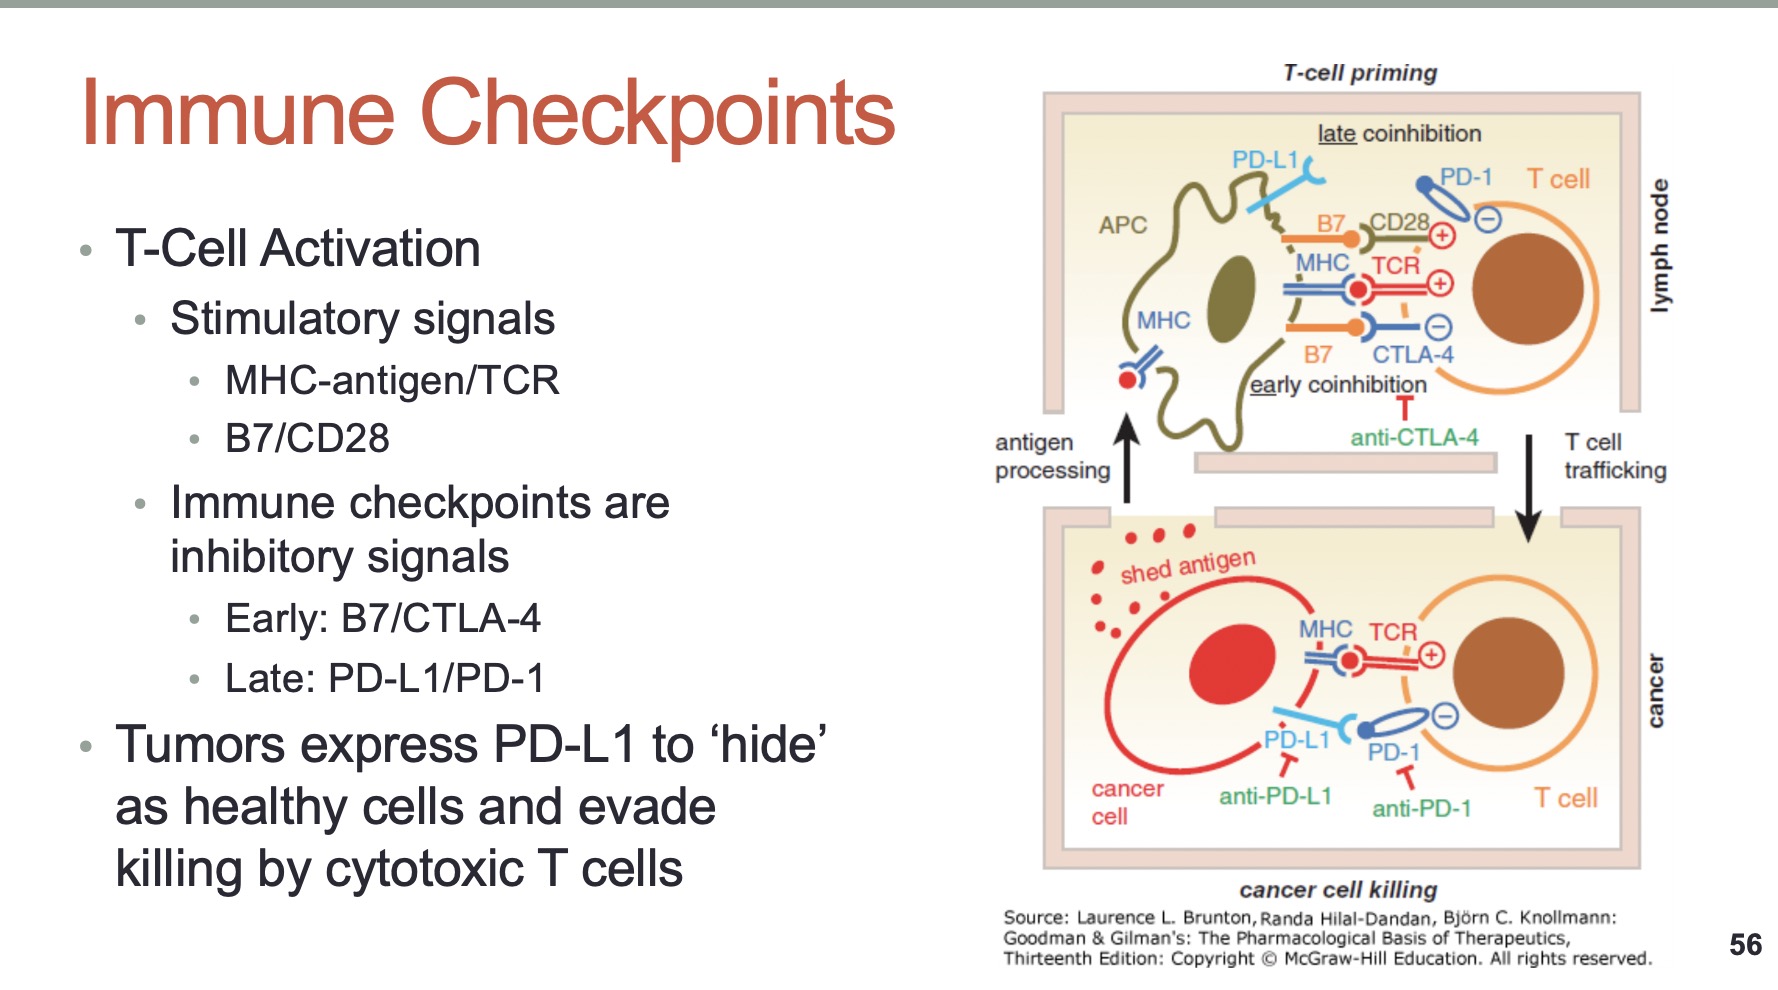 Immune Checkpoints
• T-Cell Activation
• Stimulatory signals
• MHC-antigen/TCR
• B7/CD28
• Immune checkpoints are
inhibitory signals
• Early: B7/CTLA-4
• Late: PD-L1/PD-1
• Tumors express PD-L1 to ‘hide’
as healthy cells and evade
killing by cytotoxic T cells
T-cell priming
late coinhibition
PD-L1
PD-1
T cell
APC
B7
CD28
+
−
MHC
TCR
+
MHC
−
B7
CTLA-4
early coinhibition
anti-CTLA-4
lymph node
antigen
processing
T cell
trafficking
shed antigen
MHC
TCR
+
PD-L1
PD-1
−
anti-PD-L1
anti-PD-1
cancer
cell
T cell
cancer
cancer cell killing
Source: Laurence L. Brunton, Randa Hilal-Dandan, Björn C. Knollmann:
Goodman & Gilman's: The Pharmacological Basis of Therapeutics,
Thirteenth Edition: Copyright © McGraw-Hill Education. All rights reserved.
56